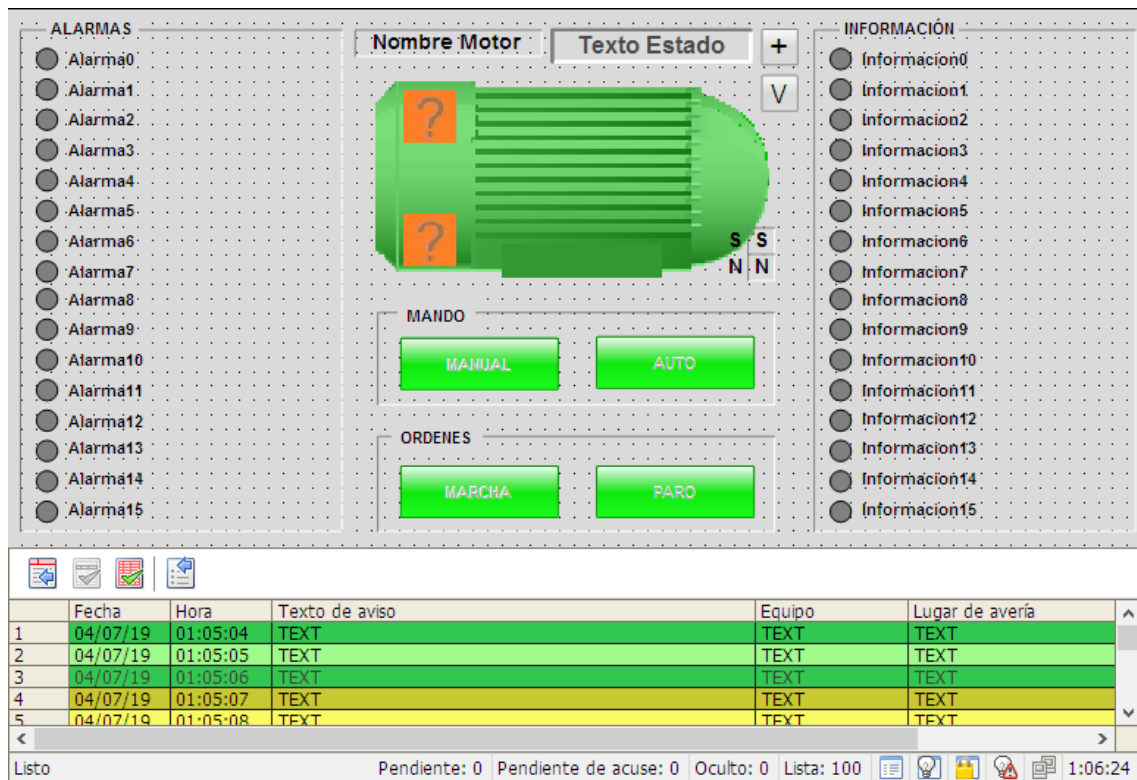 ALARMAS
Alarma0
Alarma1
Alarma2
Alarma3
Alarma4
Alarma5
Alarma6
Alarma7
Alarma8
Alarma9
Alarma10
Alarma11
Alarma12
Alarma13
Alarma14
Alarma15
Nombre Motor
Texto Estado
+
V
?
?
S S
N N
MANDO
MANUAL AUTO
ORDENES
MARCHA PARO
INFORMACIÓN
Informacion0
Informacion1
Informacion2
Informacion3
Informacion4
Informacion5
Informacion6
Informacion7
Informacion8
Informacion9
Informacion10
Informacion11
Informacion12
Informacion13
Informacion14
Informacion15
Fecha Hora Texto de aviso Equipo Lugar de avería
1 04/07/19 01:05:04 TEXT TEXT TEXT
2 04/07/19 01:05:05 TEXT TEXT TEXT
3 04/07/19 01:05:06 TEXT TEXT TEXT
4 04/07/19 01:05:07 TEXT TEXT TEXT
5 04/07/19 01:05:08 TEXT TEXT TEXT
Listo Pendiente: 0 Pendiente de acuse: 0 Oculto: 0 Lista: 100 1:06:24